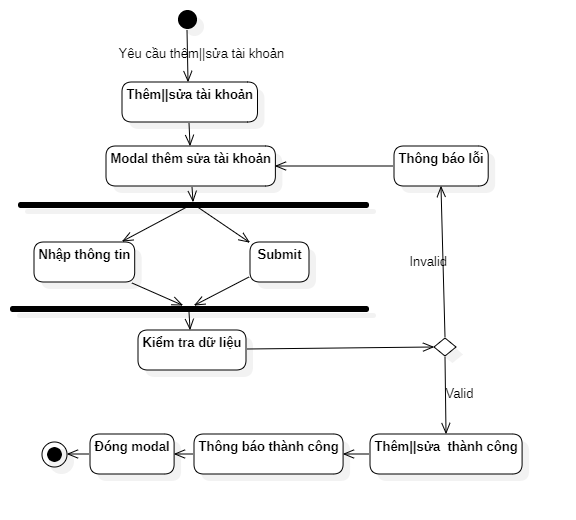 Yêu cầu thêm||sửa tài khoản
Thêm||sửa tài khoản
Modal thêm sửa tài khoản
Thông báo lỗi
Nhập thông tin
Submit
Invalid
Kiểm tra dữ liệu
Valid
Đóng modal
Thông báo thành công
Thêm||sửa  thành công